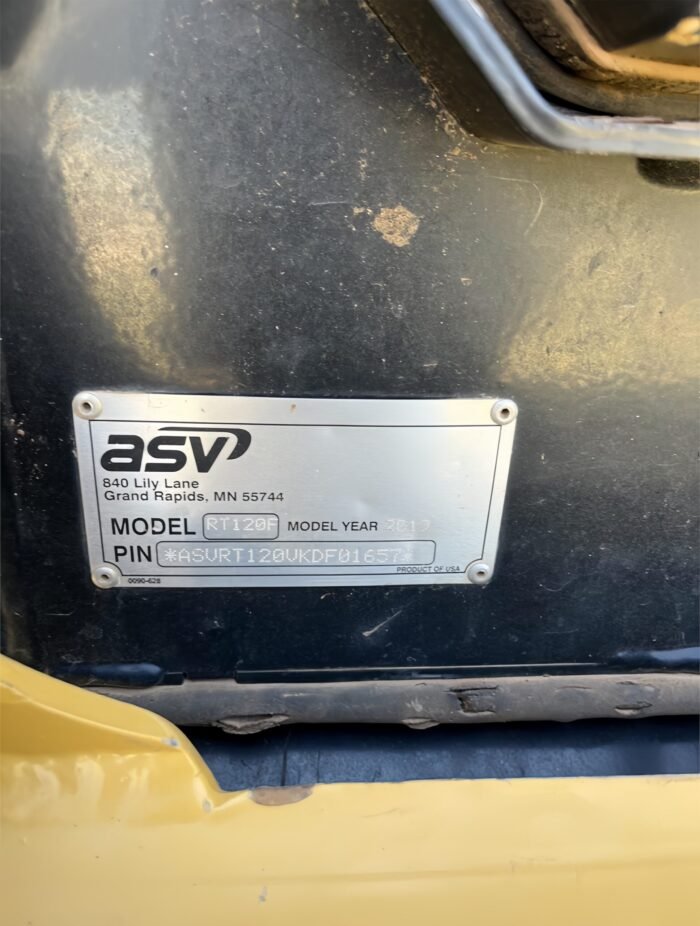 asv
840 Lily Lane
Grand Rapids, MN 55744
MODEL RT120F MODEL YEAR 2019
PIN *ASVRT120VKDF01657*
PRODUCT OF USA
0090-628